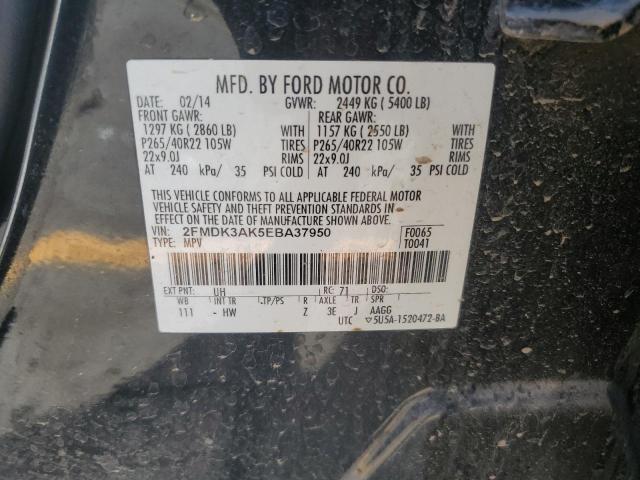 MFD. BY FORD MOTOR CO.
DATE: 02/14 GVWR: 2449 KG ( 5400 LB)
FRONT GAWR: REAR GAWR:
1297 KG ( 2860 LB) WITH 1157 KG ( 2550 LB) WITH
P265/40R22 105W TIRES P265/40R22 105W TIRES
22x9.0J RIMS 22x9.0J RIMS
AT 240 kPa/ 35 PSI COLD AT 240 kPa/ 35 PSI COLD
THIS VEHICLE CONFORMS TO ALL APPLICABLE FEDERAL MOTOR
VEHICLE SAFETY AND THEFT PREVENTION STANDARDS IN
EFFECT ON THE DATE OF MANUFACTURE SHOWN ABOVE.
VIN: 2FMDK3AK5EBA37950 F0065
TYPE: MPV T0041
EXT PNT: UH RC: 71 DSO:
WB INT TR TP/PS R AXLE TR SPR
111 - HW Z 3E J AAGG
UTC ▽5U5A-1520472-BA